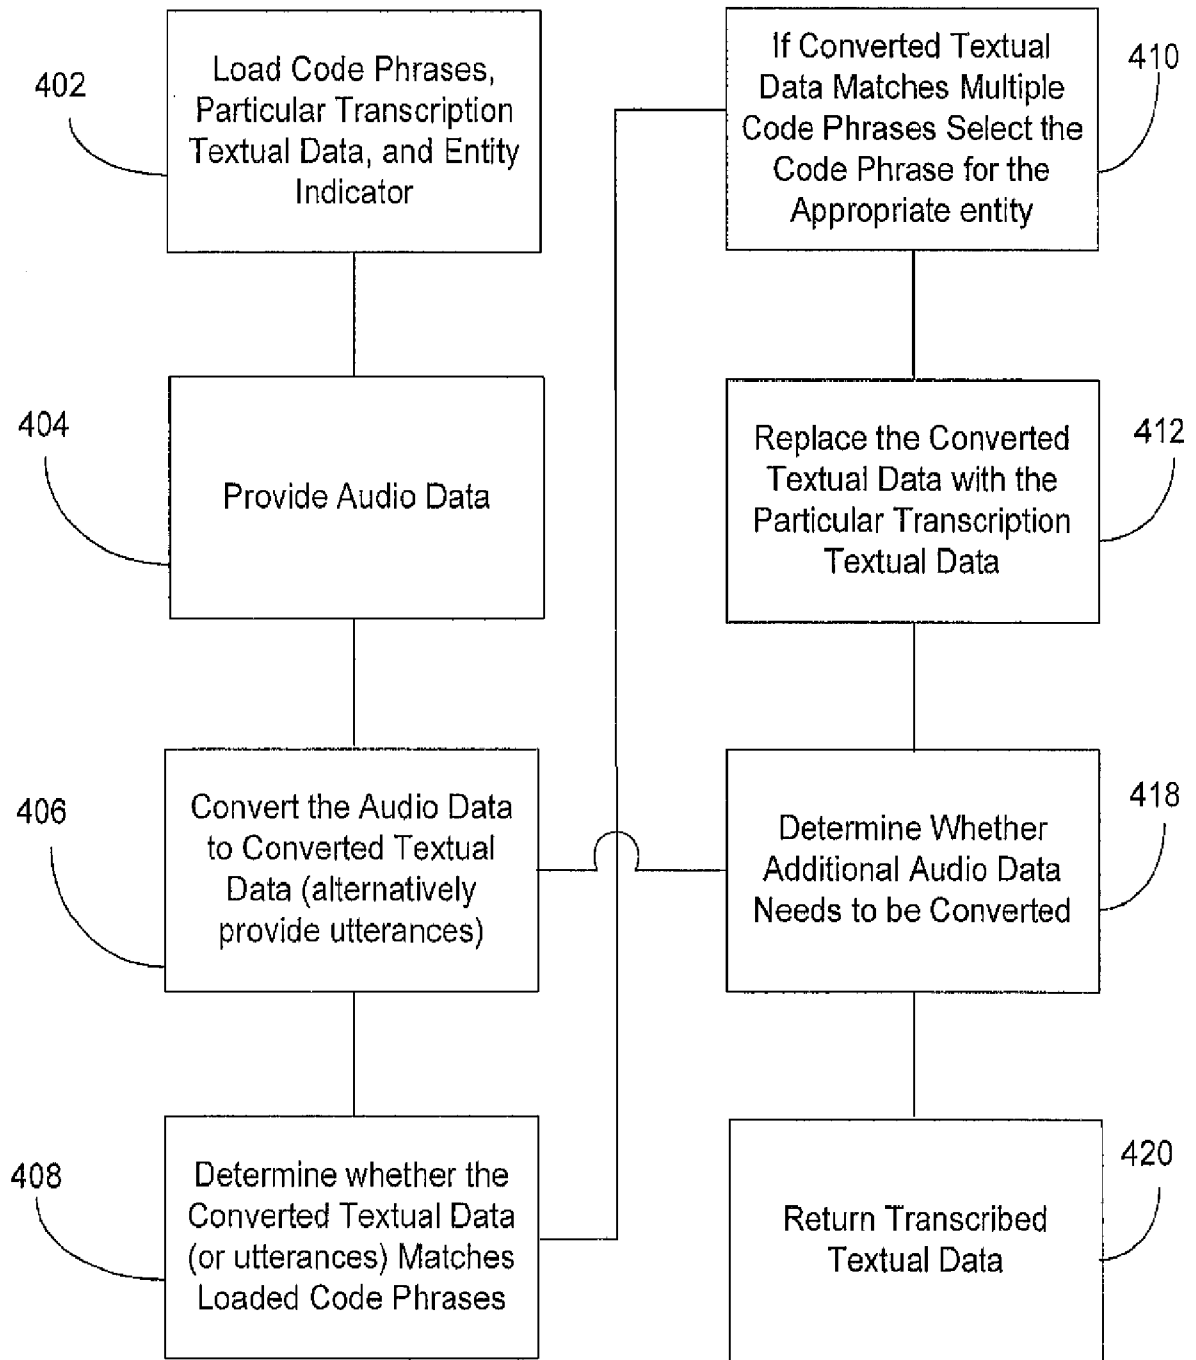 402
Load Code Phrases,
Particular Transcription
Textual Data, and Entity
Indicator
404
Provide Audio Data
406
Convert the Audio Data
to Converted Textual
Data (alternatively
provide utterances)
408
Determine whether the
Converted Textual Data
(or utterances) Matches
Loaded Code Phrases
410
If Converted Textual
Data Matches Multiple
Code Phrases Select the
Code Phrase for the
Appropriate entity
412
Replace the Converted
Textual Data with the
Particular Transcription
Textual Data
418
Determine Whether
Additional Audio Data
Needs to be Converted
420
Return Transcribed
Textual Data